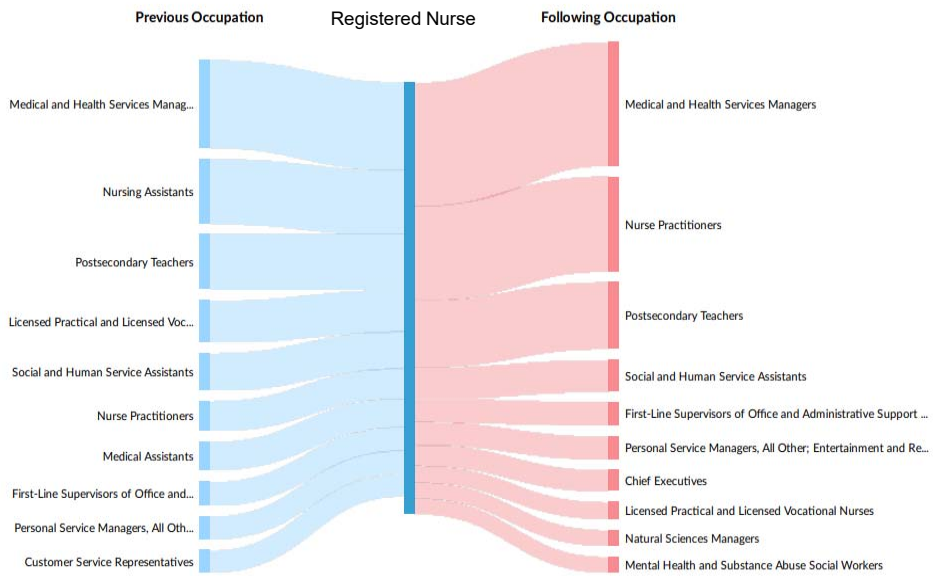 Previous Occupation
Registered Nurse
Following Occupation
Medical and Health Services Manag...
Nursing Assistants
Postsecondary Teachers
Licensed Practical and Licensed Voc...
Social and Human Service Assistants
Nurse Practitioners
Medical Assistants
First-Line Supervisors of Office and...
Personal Service Managers, All Oth...
Customer Service Representatives
Medical and Health Services Managers
Nurse Practitioners
Postsecondary Teachers
Social and Human Service Assistants
First-Line Supervisors of Office and Administrative Support ...
Personal Service Managers, All Other; Entertainment and Re...
Chief Executives
Licensed Practical and Licensed Vocational Nurses
Natural Sciences Managers
Mental Health and Substance Abuse Social Workers